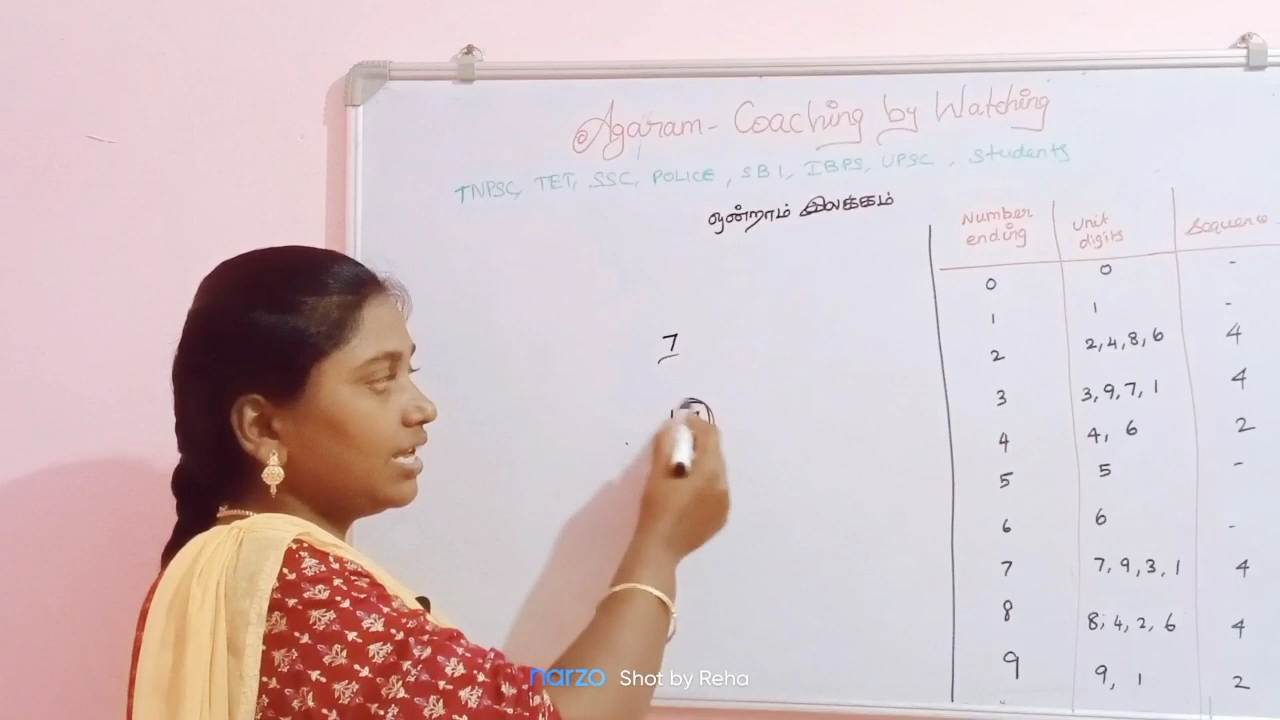 Agaram - Coaching by Watching
TNPSC, TET, SSC, POLICE, SBI, IBPS, UPSC, Students
ஒன்றாம் இலக்கம்
Number ending Unit digits Sequence
0 0 -
1 1 -
2 2,4,8,6 4
3 3,9,7,1 4
4 4, 6 2
5 5 -
6 6 -
7 7,9,3,1 4
8 8,4,2,6 4
9 9, 1 2
7
narzo Shot by Reha